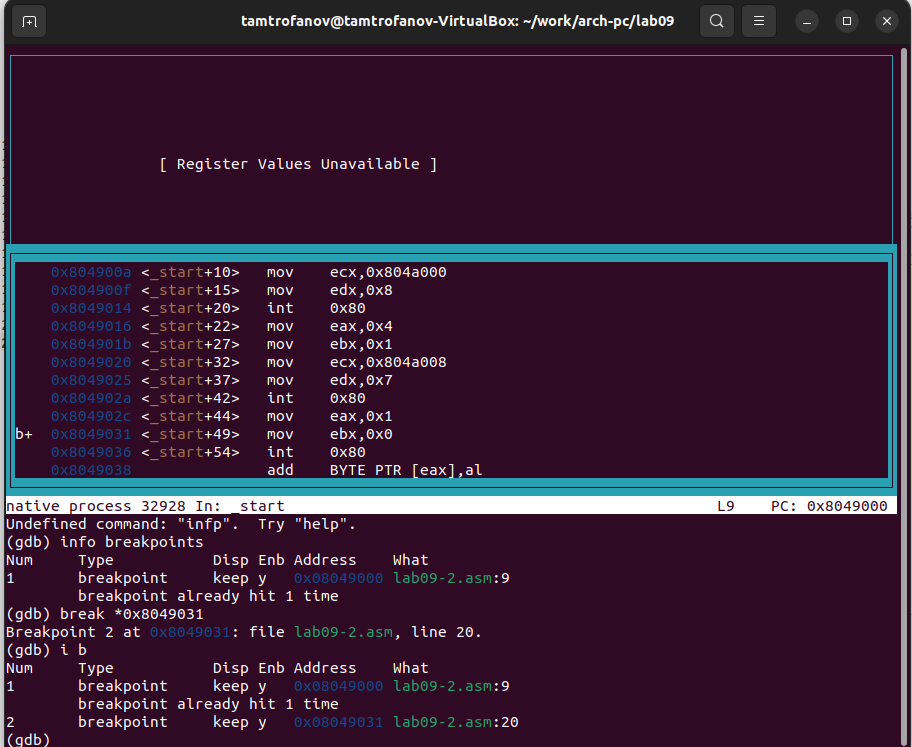 tamtrofanov@tamtrofanov-VirtualBox: ~/work/arch-pc/lab09
[ Register Values Unavailable ]
0x804900a <_start+10>   mov    ecx,0x804a000
0x804900f <_start+15>   mov    edx,0x8
0x8049014 <_start+20>   int    0x80
0x8049016 <_start+22>   mov    eax,0x4
0x804901b <_start+27>   mov    ebx,0x1
0x8049020 <_start+32>   mov    ecx,0x804a008
0x8049025 <_start+37>   mov    edx,0x7
0x804902a <_start+42>   int    0x80
0x804902c <_start+44>   mov    eax,0x1
b+  0x8049031 <_start+49>   mov    ebx,0x0
0x8049036 <_start+54>   int    0x80
0x8049038               add    BYTE PTR [eax],al
native process 32928 In: _start                                                L9    PC: 0x8049000
Undefined command: "infp".  Try "help".
(gdb) info breakpoints
Num     Type           Disp Enb Address    What
1       breakpoint     keep y   0x08049000 lab09-2.asm:9
        breakpoint already hit 1 time
(gdb) break *0x8049031
Breakpoint 2 at 0x8049031: file lab09-2.asm, line 20.
(gdb) i b
Num     Type           Disp Enb Address    What
1       breakpoint     keep y   0x08049000 lab09-2.asm:9
        breakpoint already hit 1 time
2       breakpoint     keep y   0x08049031 lab09-2.asm:20
(gdb)